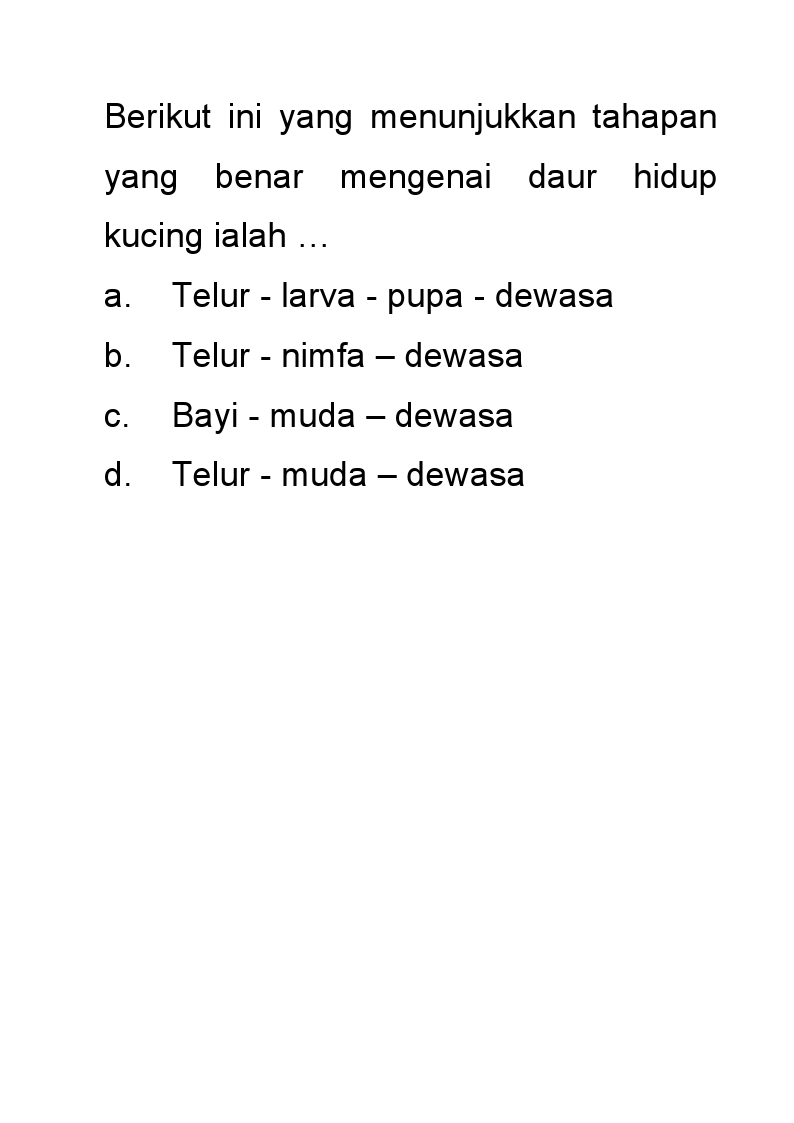 Berikut ini yang menunjukkan tahapan
yang benar mengenai daur hidup
kucing ialah …
a. Telur - larva - pupa - dewasa
b. Telur - nimfa – dewasa
c. Bayi - muda – dewasa
d. Telur - muda – dewasa